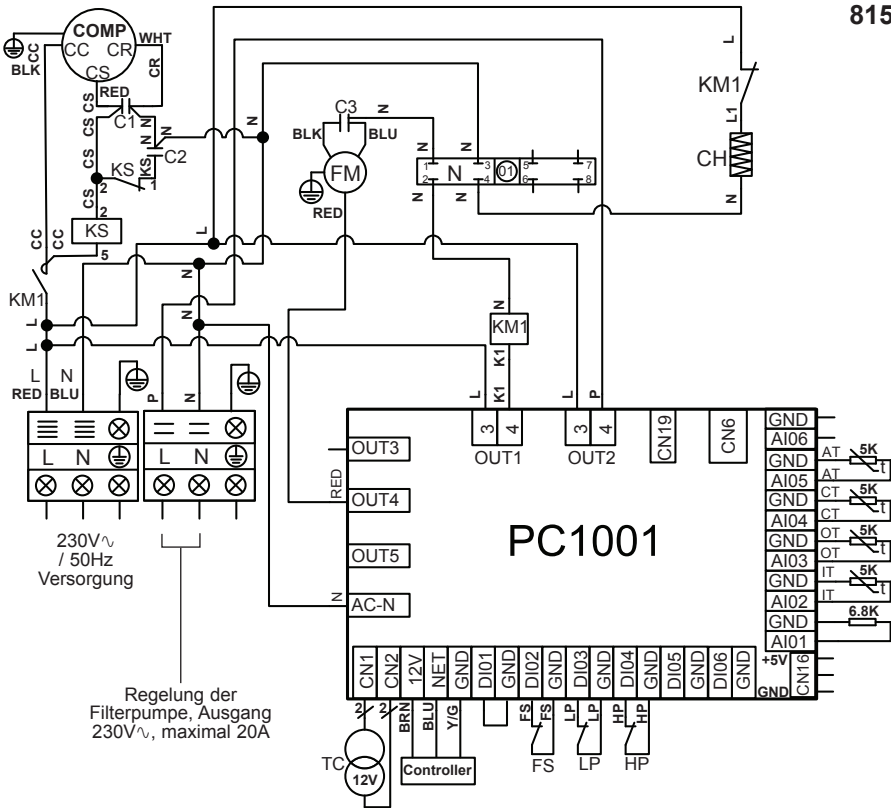 815
COMP
CC CR
CS
CC
BLK
WHT
CR
RED
CS
CS
C1
N
N
N
C2
CS
KS
KS
1
2
CS
2
KS
5
CC
CC
KM1
N
C3
N
BLK
BLU
FM
RED
N
N
1
2
N
3
4
01
5
6
7
8
N
N
L
KM1
L1
CH
N
L
N
N
L
L
N
KM1
K1
L
K1
L
P
L N
RED BLU
P
N
L N
L N
230V∿
/ 50Hz
Versorgung
Regelung der
Filterpumpe, Ausgang
230V∿, maximal 20A
3 4
OUT1
3 4
OUT2
CN19
CN6
OUT3
RED
OUT4
OUT5
N
AC-N
PC1001
GND
AI06
GND
AI05
GND
AI04
GND
AI03
GND
AI02
GND
AI01
+5V
CN16
GND
AT
5K
t
AT
CT
5K
t
CT
OT
5K
t
OT
IT
5K
t
IT
6.8K
CN1
CN2
12V
NET
GND
DI01
GND
DI02
GND
DI03
GND
DI04
GND
DI05
GND
DI06
GND
2
2
BRN
BLU
Y/G
FS
FS
LP
LP
HP
HP
TC
12V
Controller
FS
LP
HP